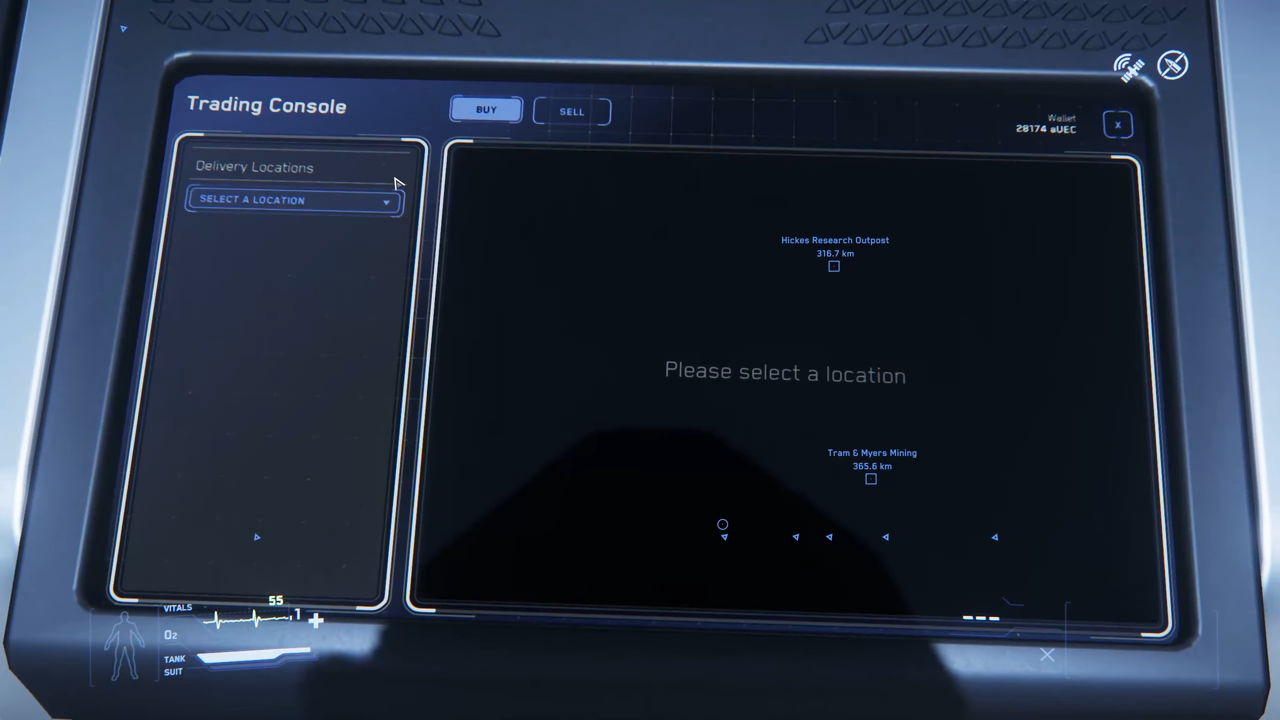 Trading Console
BUY
SELL
Wallet
28174 aUEC
X
Delivery Locations
SELECT A LOCATION
Hickes Research Outpost
316.7 km
Please select a location
Tram & Myers Mining
365.6 km
VITALS
55
O2
TANK
SUIT